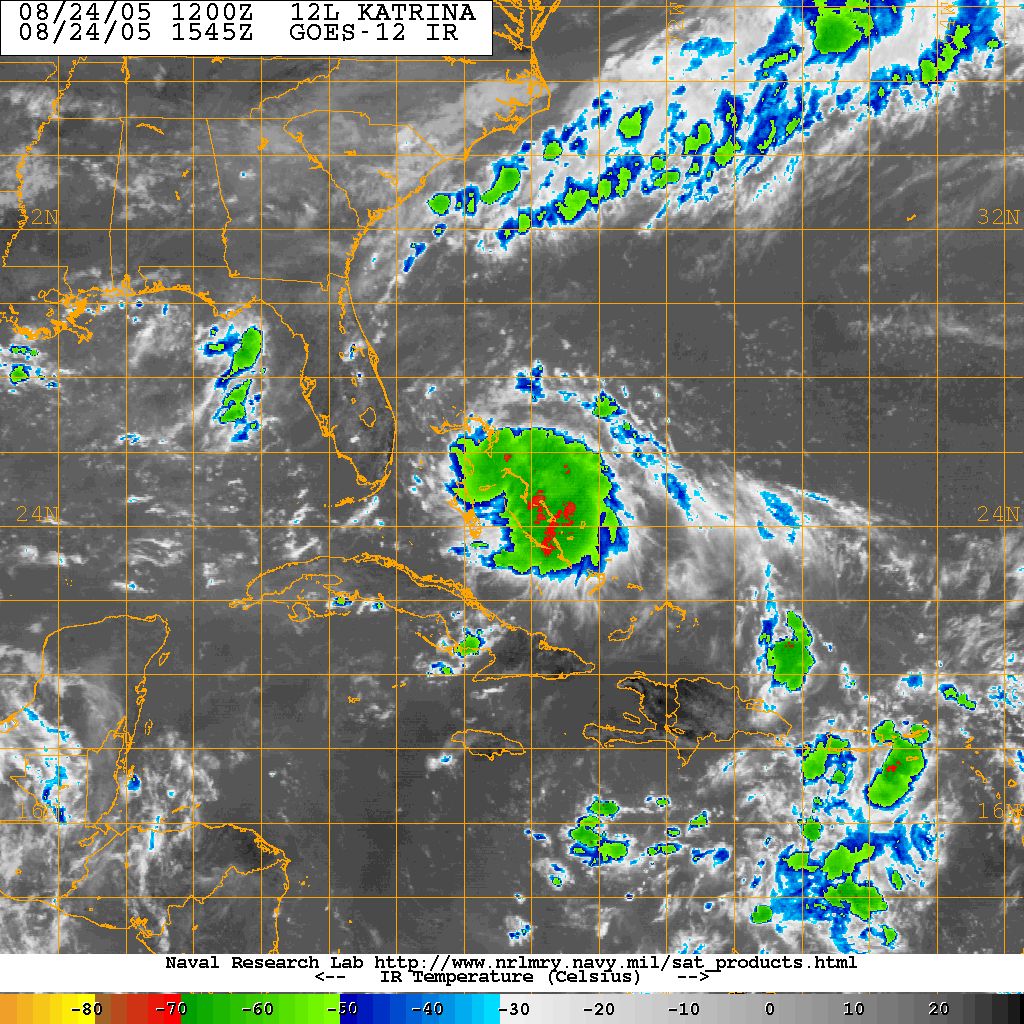 08/24/05 1200Z 12L KATRINA
08/24/05 1545Z GOES-12 IR
32N 32N
24N 24N
16N 16N
Naval Research Lab http://www.nrlmry.navy.mil/sat_products.html
<-- IR Temperature (Celsius) -->
-80 -70 -60 -50 -40 -30 -20 -10 0 10 20